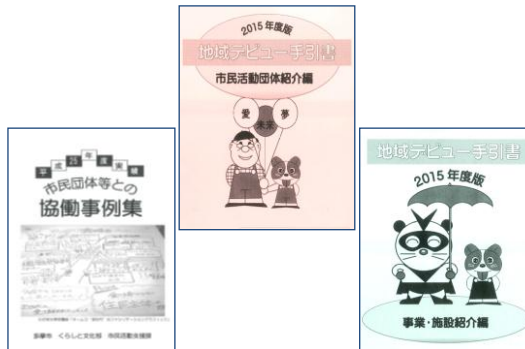 2015年度版
地域デビュー手引書
市民活動団体紹介編
愛
未来
夢
平成25年度実績
市民団体等との
協働事例集
多摩市 くらしと文化部 市民活動支援課
地域デビュー手引書
2015年度版
事業・施設紹介編